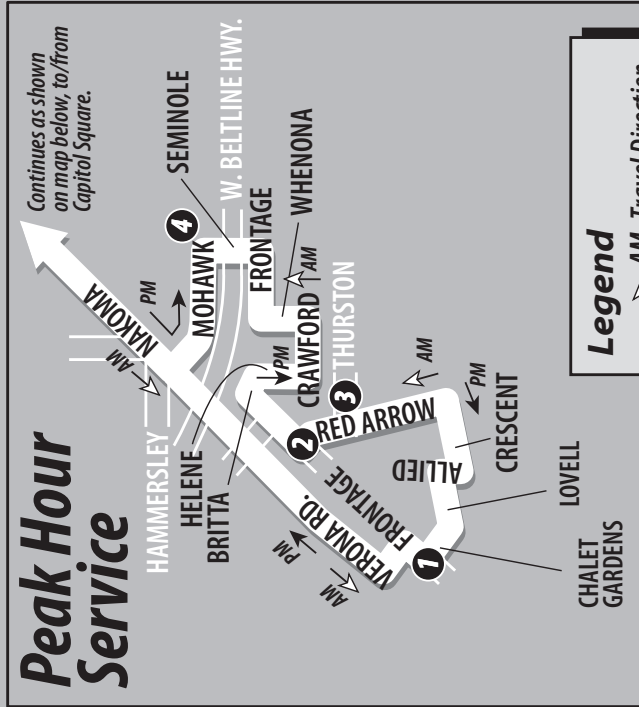 Peak Hour
Service
Continues as shown
on map below, to/from
Capitol Square.
NAKOMA
PM
AM
HAMMERSLEY
MOHAWK
4
SEMINOLE
W. BELTLINE HWY.
FRONTAGE
WHENONA
AM
HELENE
BRITTA
PM
CRAWFORD
THURSTON
VERONA RD.
FRONTAGE
PM
AM
2
3
RED ARROW
AM
PM
ALLIED
CRESCENT
LOVELL
1
CHALET
GARDENS
Legend
AM Travel Direction